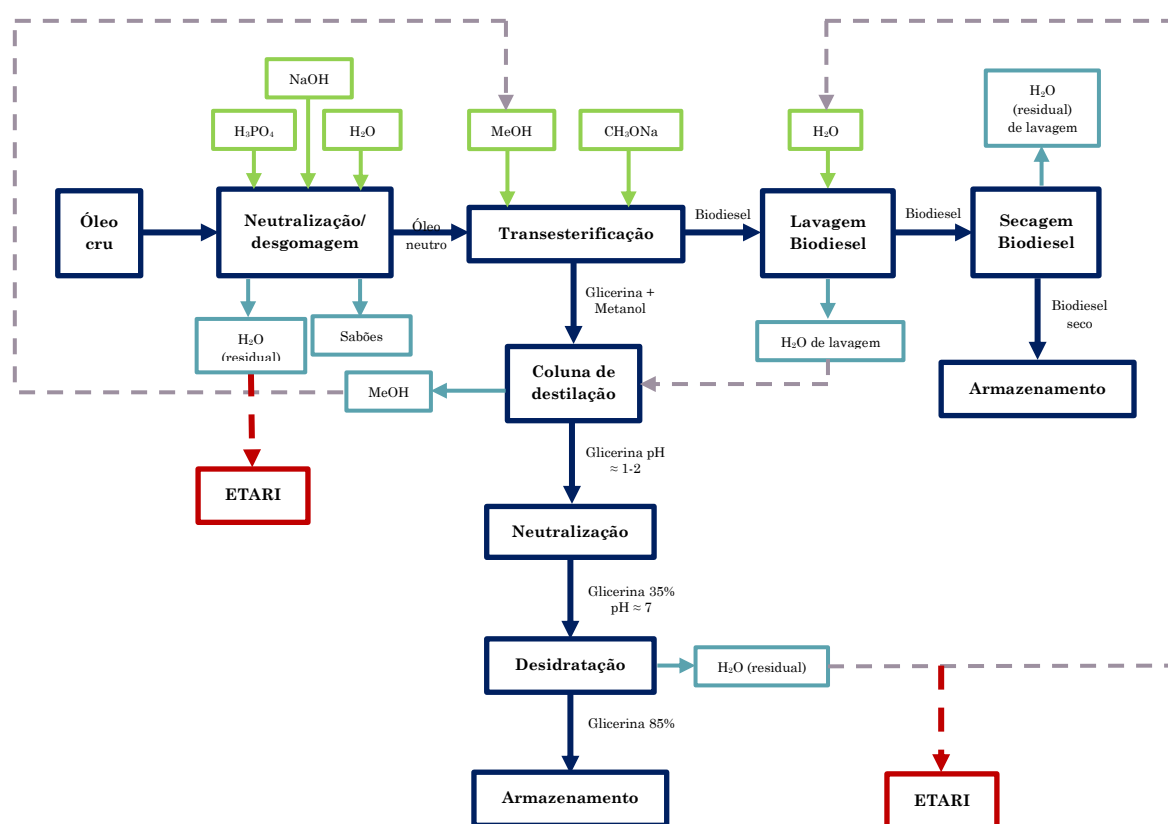 NaOH
H₃PO₄
H₂O
MeOH
CH₃ONa
H₂O
H₂O
(residual)
de lavagem
Óleo
cru
Neutralização/
desgomagem
Óleo
neutro
Transesterificação
Biodiesel
Lavagem
Biodiesel
Biodiesel
Secagem
Biodiesel
Glicerina +
Metanol
Biodiesel
seco
H₂O
(residual)
Sabões
H₂O de lavagem
MeOH
Coluna de
destilação
Armazenamento
Glicerina pH
≈ 1-2
ETARI
Neutralização
Glicerina 35%
pH ≈ 7
Desidratação
H₂O (residual)
Glicerina 85%
Armazenamento
ETARI